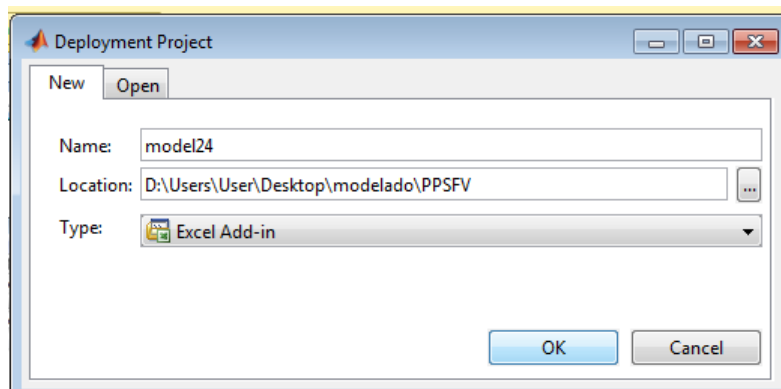 Deployment Project
New Open
Name: model24
Location: D:\Users\User\Desktop\modelado\PPSFV ...
Type: Excel Add-in
OK Cancel